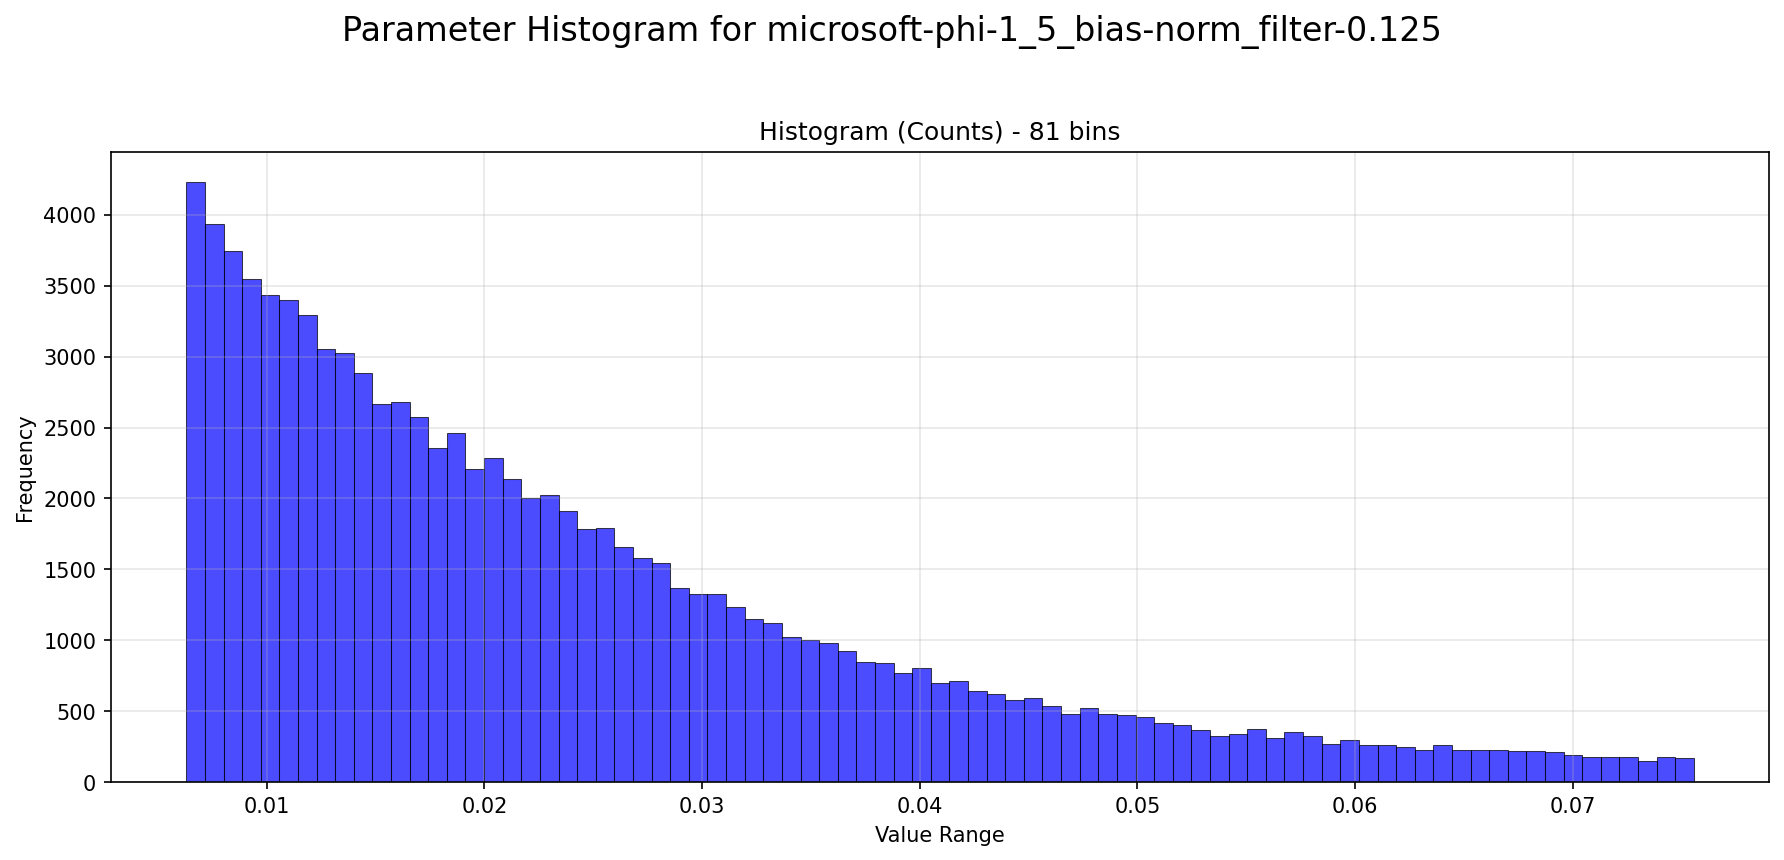 Parameter Histogram for microsoft-phi-1_5_bias-norm_filter-0.125
Histogram (Counts) - 81 bins
Frequency
4000
3500
3000
2500
2000
1500
1000
500
0
0.01 0.02 0.03 0.04 0.05 0.06 0.07
Value Range